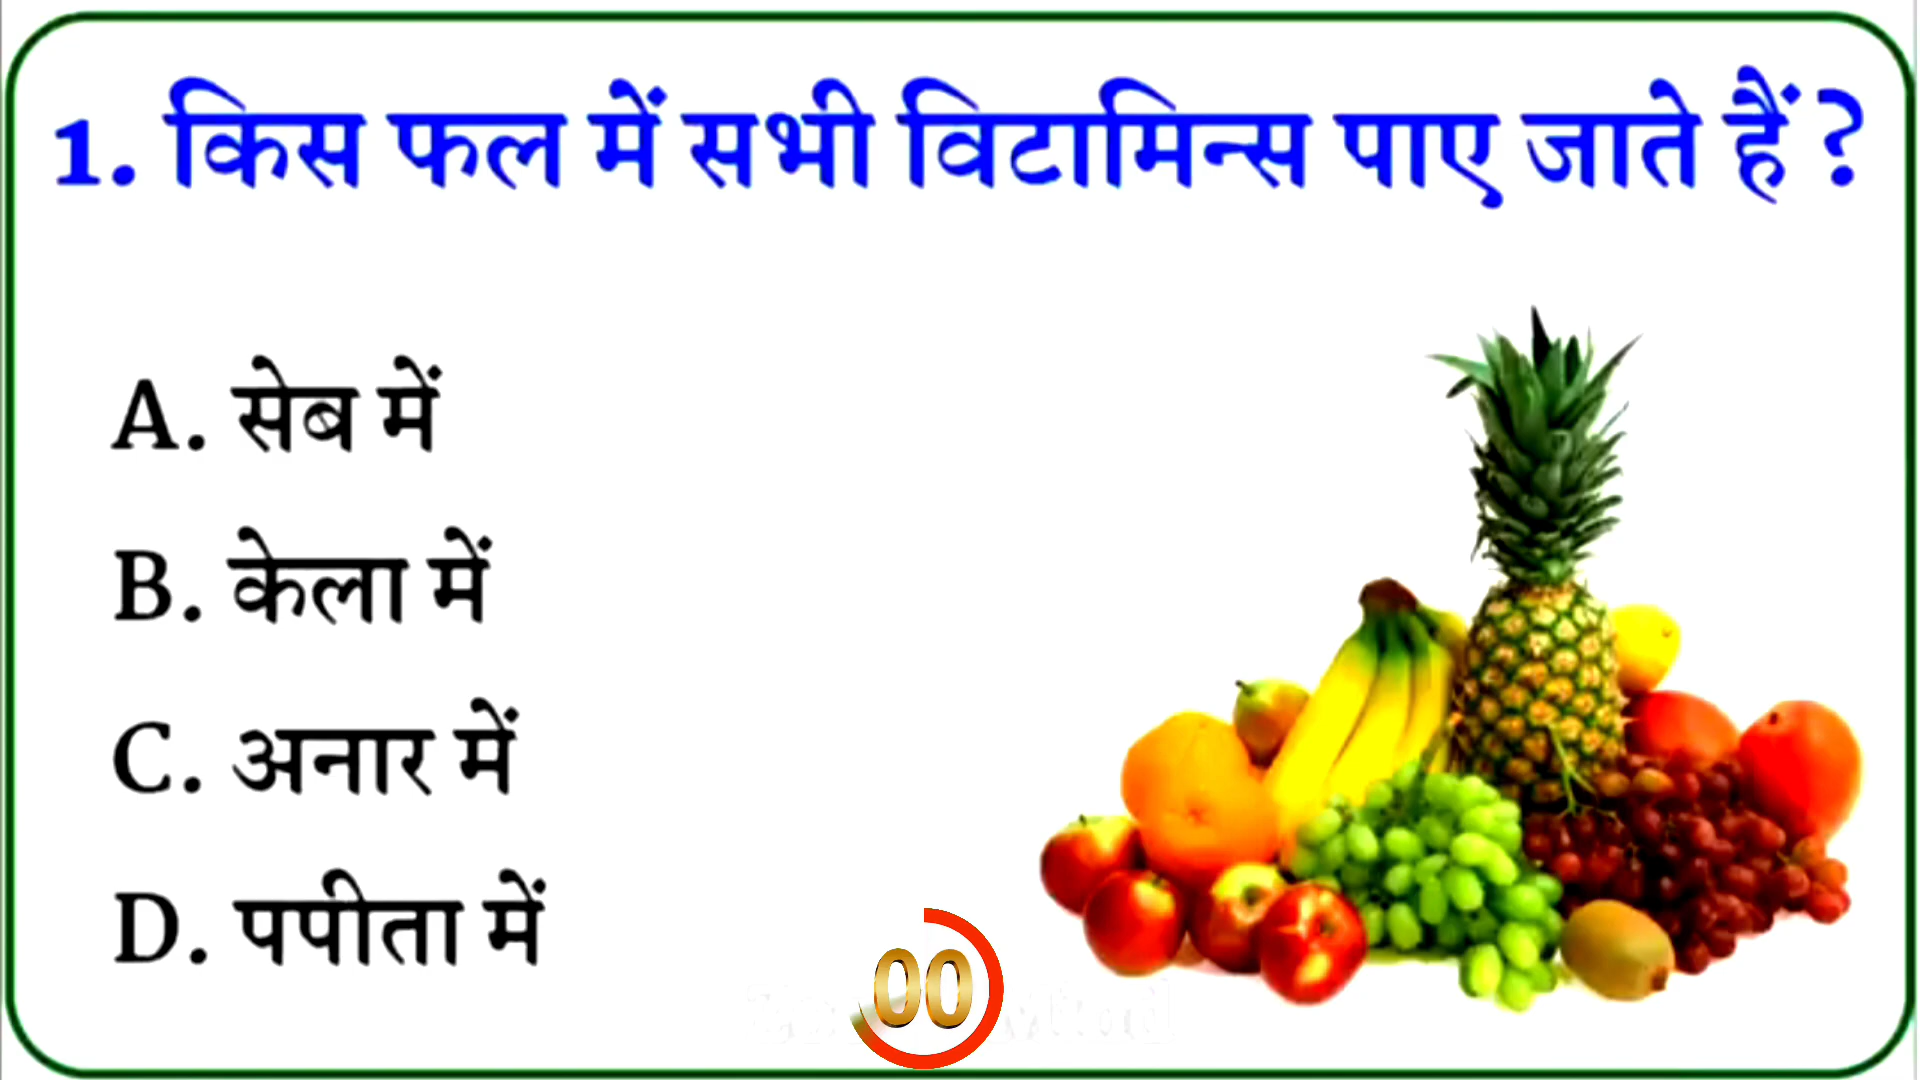 1. किस फल में सभी विटामिन्स पाए जाते हैं ?
A. सेब में
B. केला में
C. अनार में
D. पपीता में
00